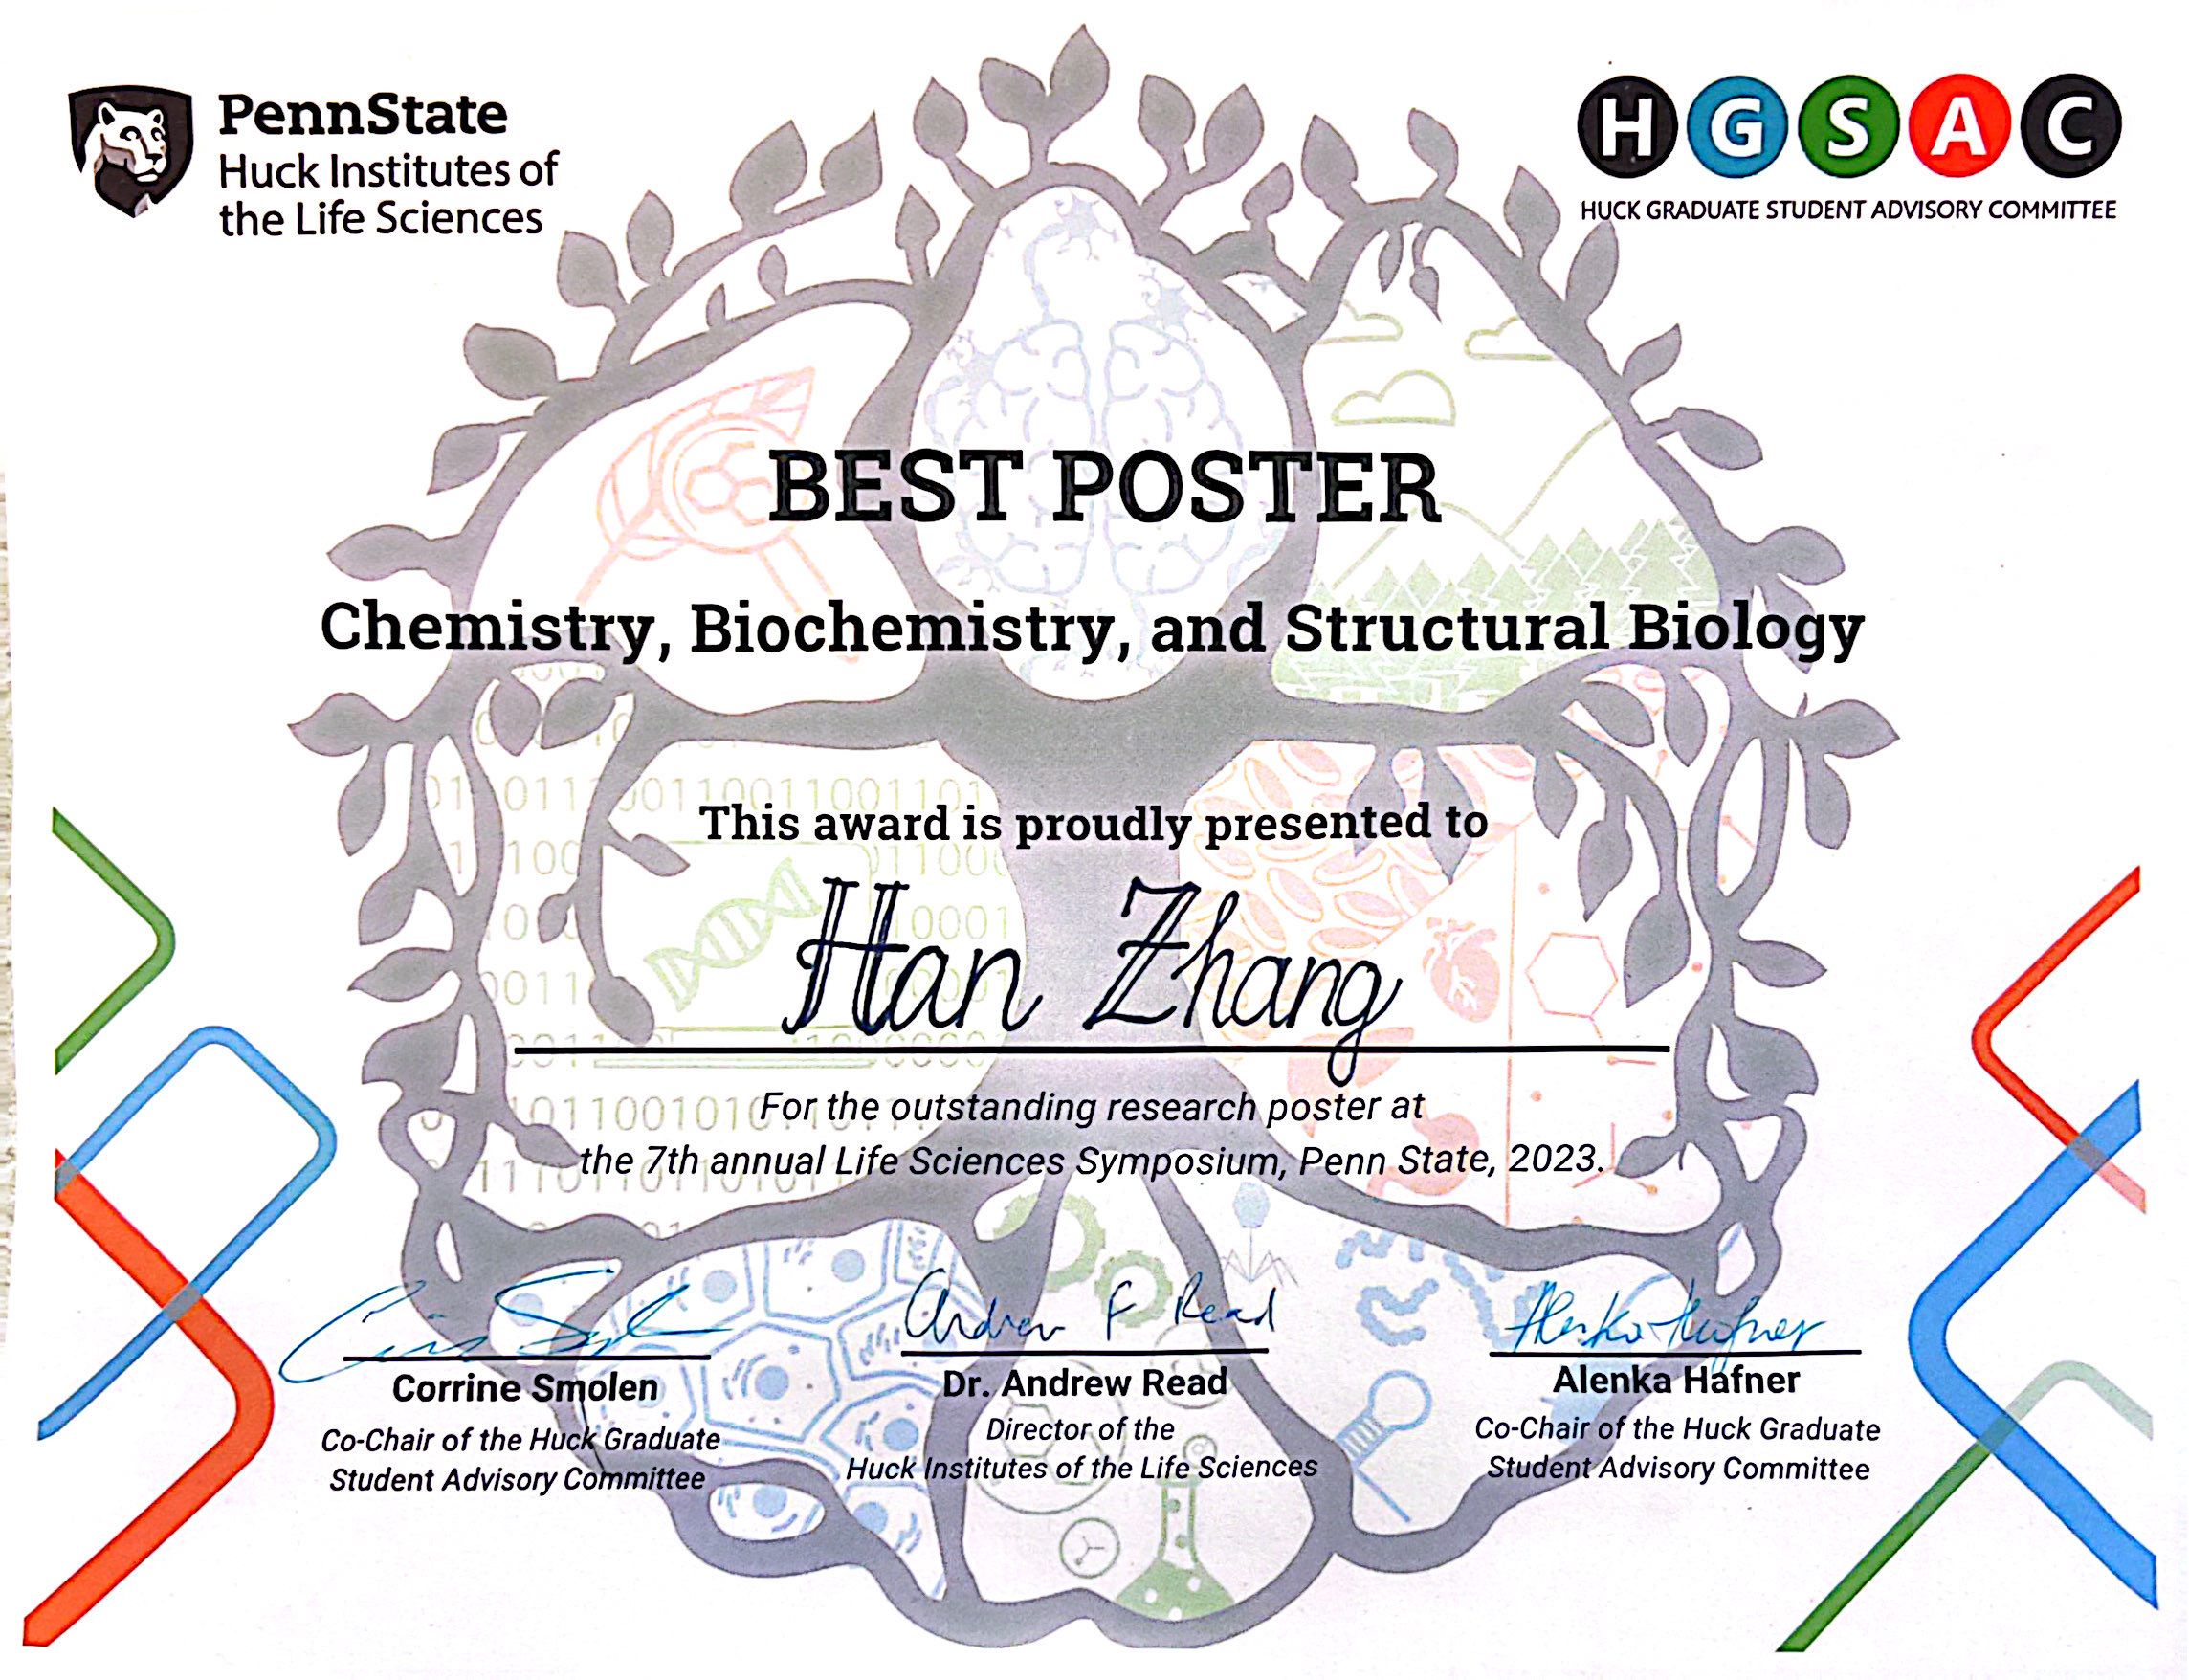 PennState
Huck Institutes of
the Life Sciences
HGSAC
HUCK GRADUATE STUDENT ADVISORY COMMITTEE
BEST POSTER
Chemistry, Biochemistry, and Structural Biology
This award is proudly presented to
Han Zhang
For the outstanding research poster at
the 7th annual Life Sciences Symposium, Penn State, 2023.
Andrew F Read
Alenka Hafner
Corrine Smolen
Dr. Andrew Read
Alenka Hafner
Co-Chair of the Huck Graduate
Student Advisory Committee
Director of the
Huck Institutes of the Life Sciences
Co-Chair of the Huck Graduate
Student Advisory Committee